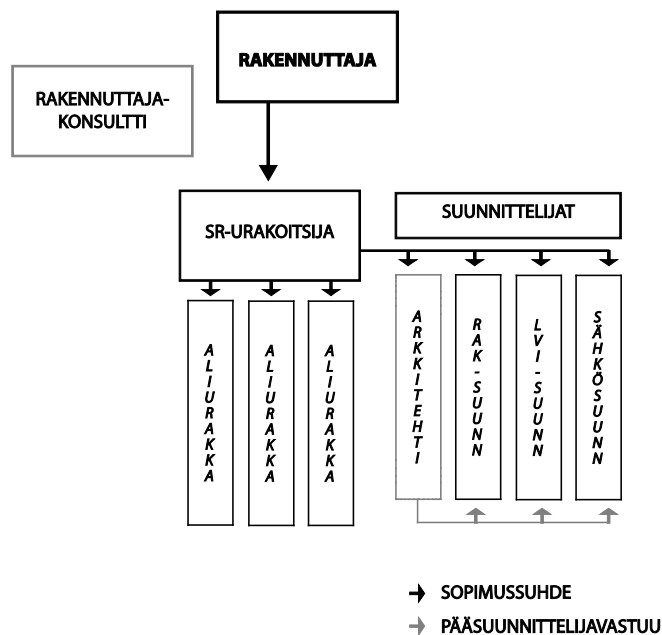 RAKENNUTTAJA
RAKENNUTTAJA-
KONSULTTI
SR-URAKOITSIJA
SUUNNITTELIJAT
ALIURAKKA
ALIURAKKA
ALIURAKKA
ARKKITEHTI
RAK-SUUNN
LVI-SUUNN
SÄHKÖSUUNN
SOPIMUSSUHDE
PÄÄSUUNNITTELIJAVASTUU